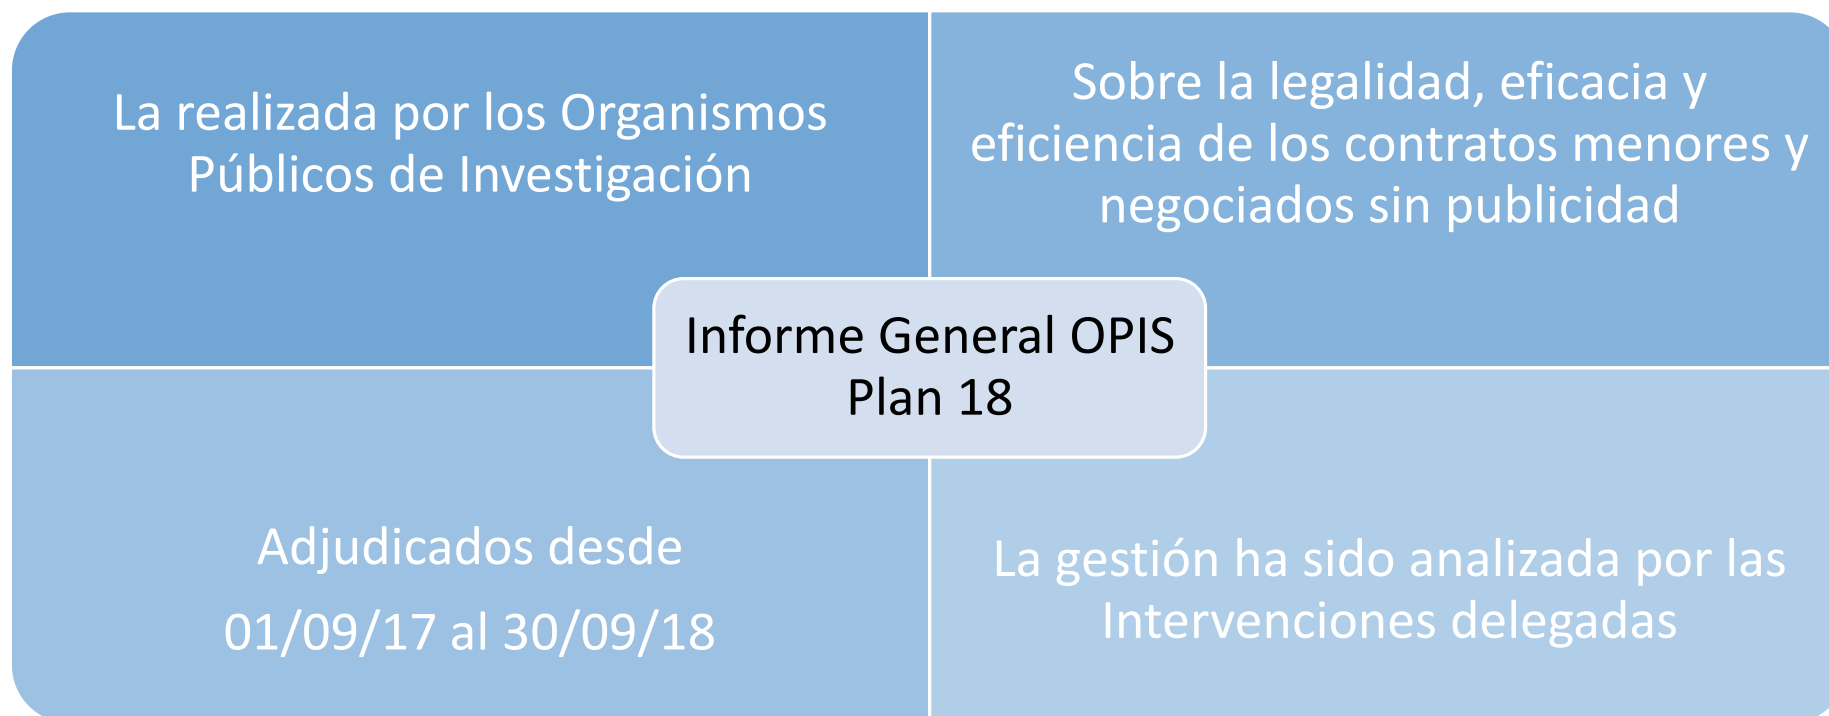 La realizada por los Organismos
Públicos de Investigación
Sobre la legalidad, eficacia y
eficiencia de los contratos menores y
negociados sin publicidad
Informe General OPIS
Plan 18
Adjudicados desde
01/09/17 al 30/09/18
La gestión ha sido analizada por las
Intervenciones delegadas